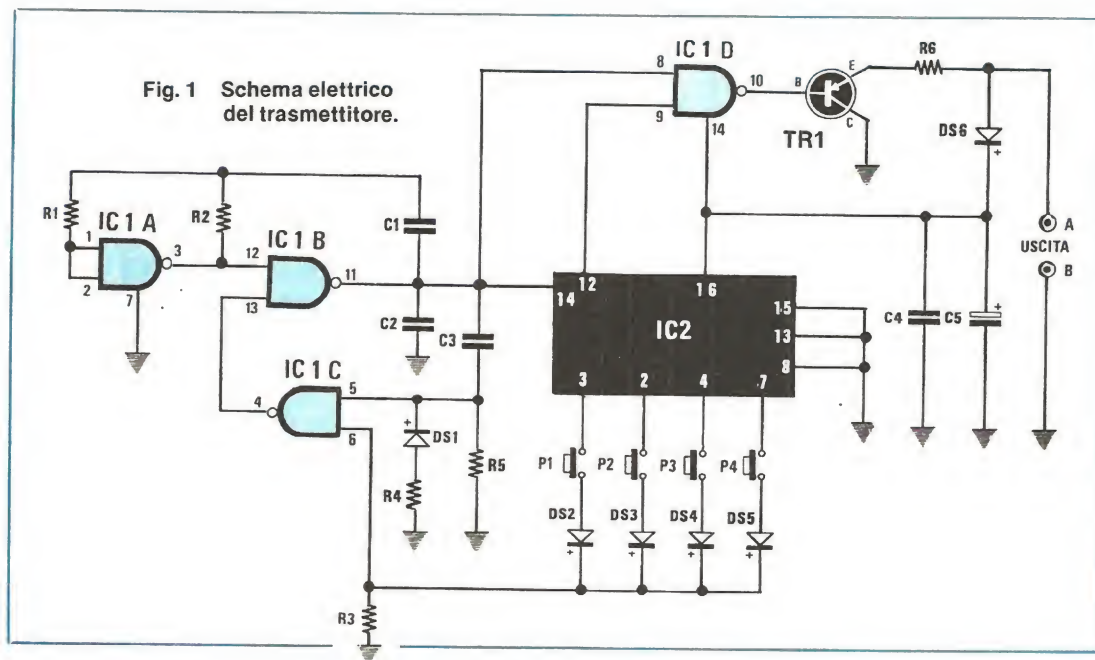 Fig. 1 Schema elettrico
del trasmettitore.
IC 1 D
8
9
10
14
B
E
C
TR1
R6
DS6
+
A
USCITA
B
R1
IC 1 A
1
2
3
7
R2
IC 1 B
12
13
11
C1
C2
C3
IC 1 C
4
5
6
+
DS1
R4
R5
R3
14
12
16
IC2
15
13
8
3
2
4
7
C4
C5
+
P1
P2
P3
P4
DS2
DS3
DS4
DS5
+
+
+
+